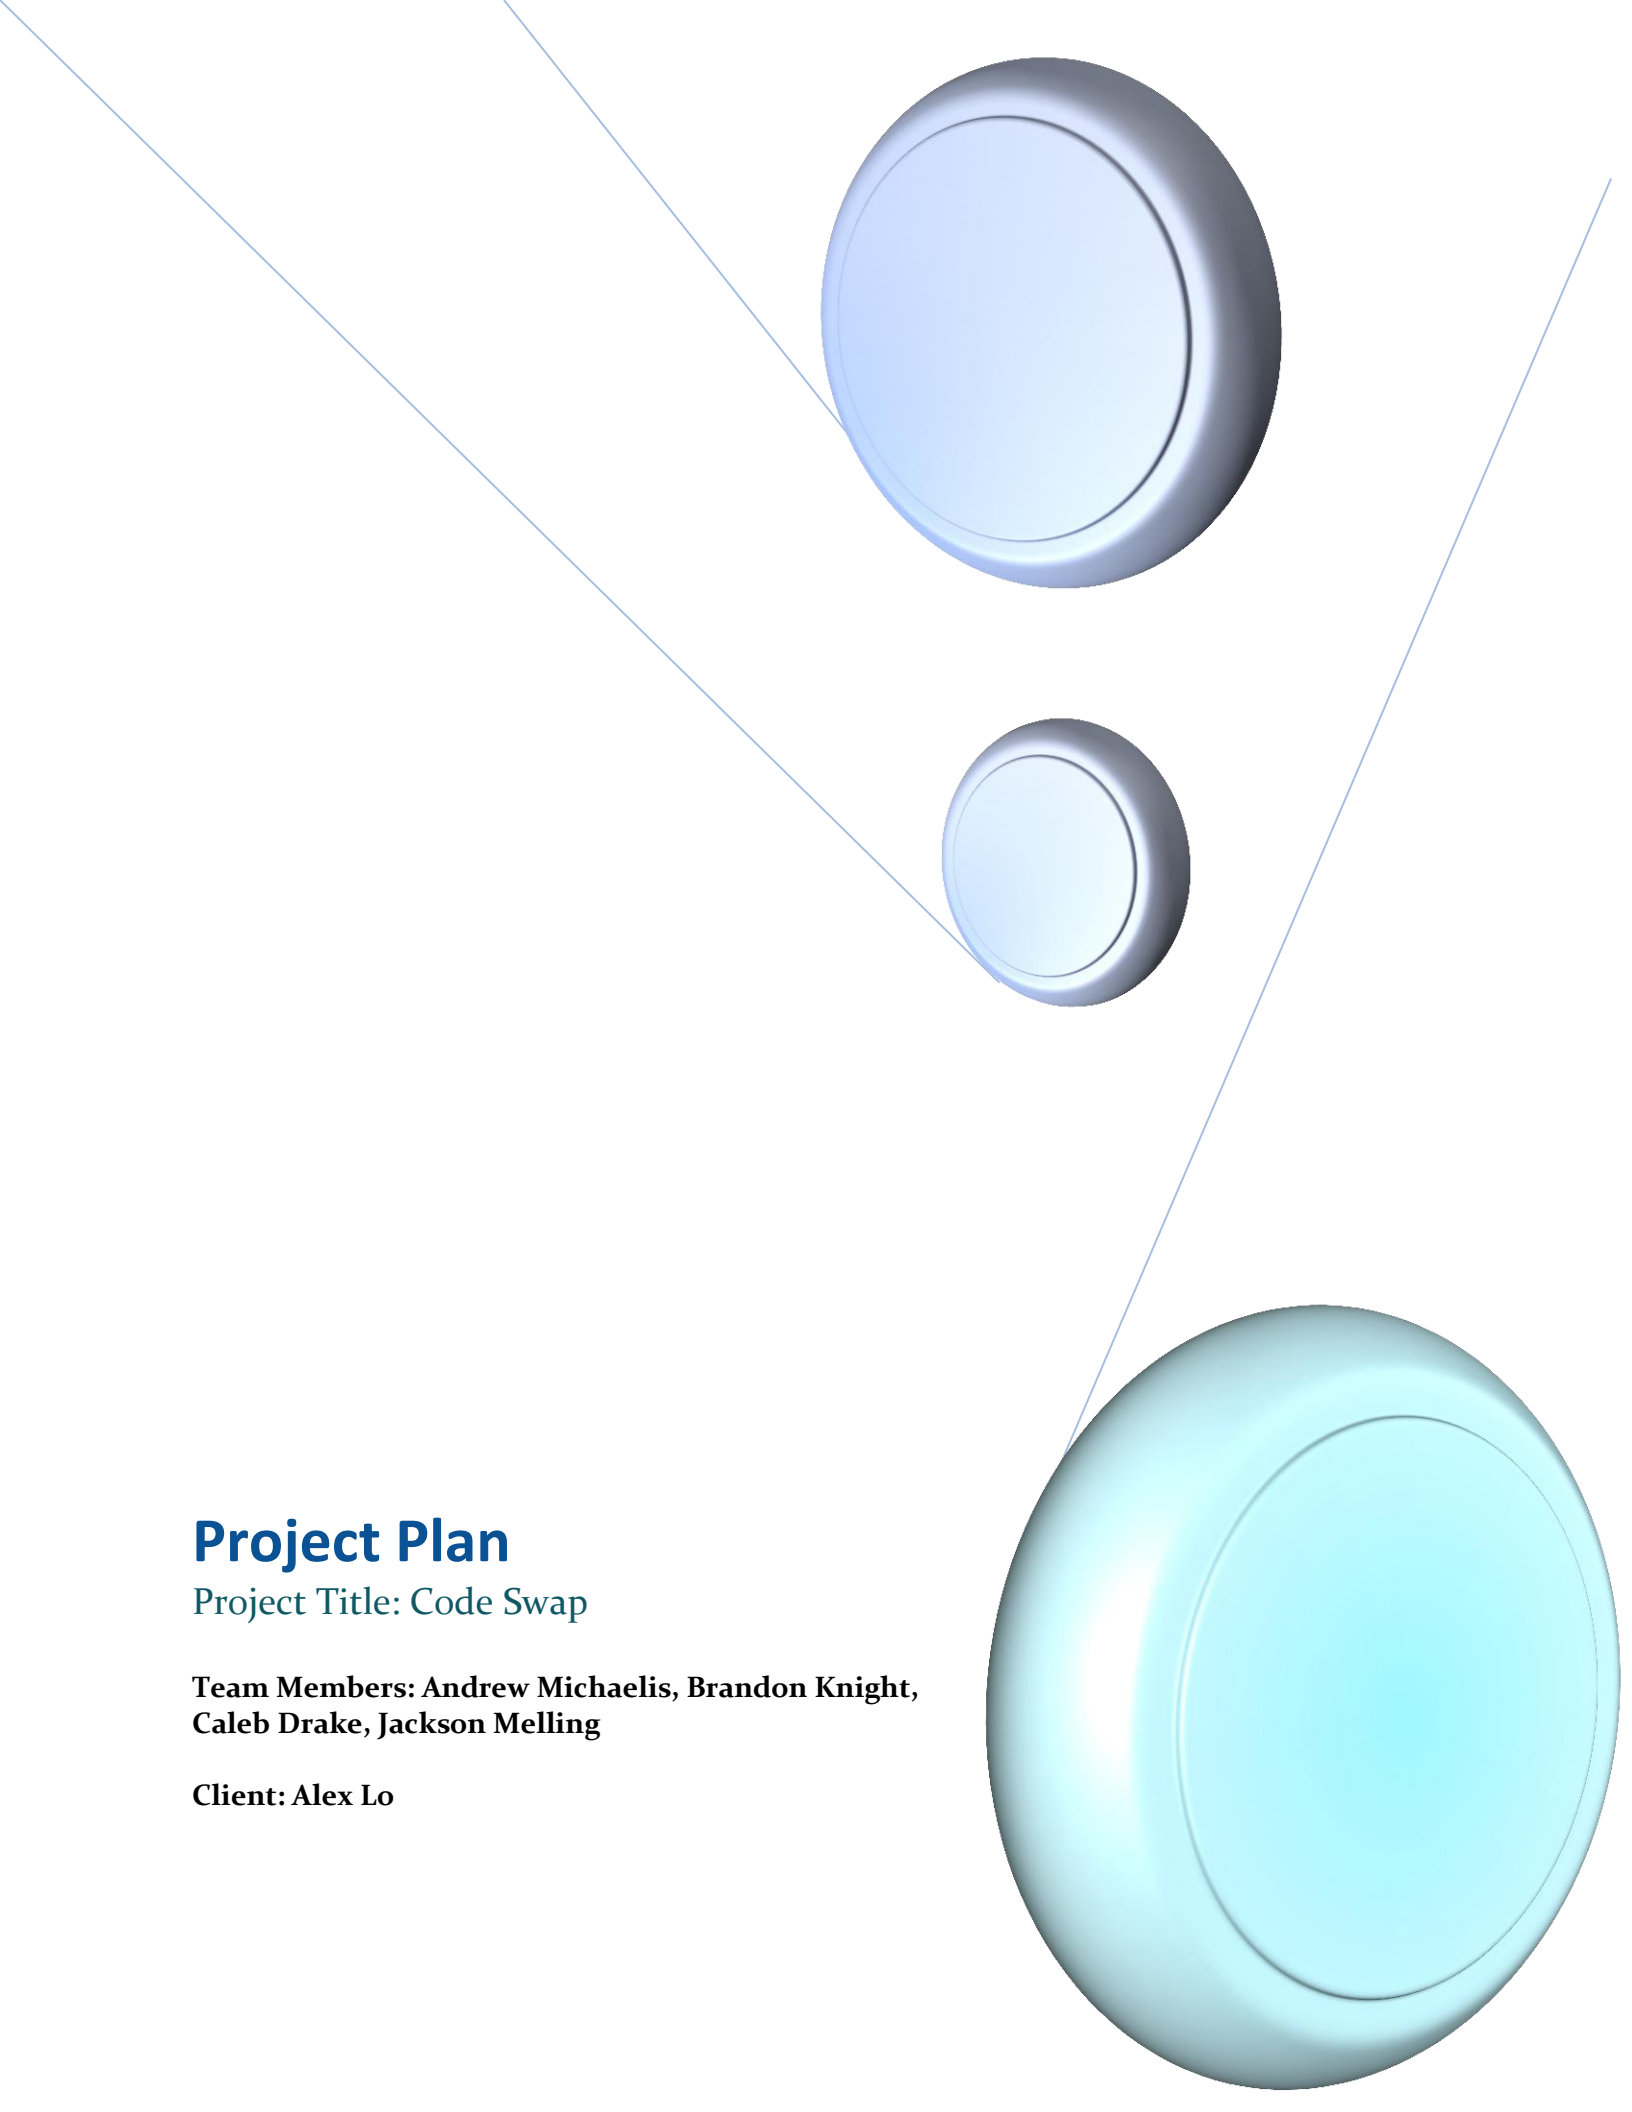 Project Plan
Project Title: Code Swap
Team Members: Andrew Michaelis, Brandon Knight,
Caleb Drake, Jackson Melling
Client: Alex Lo